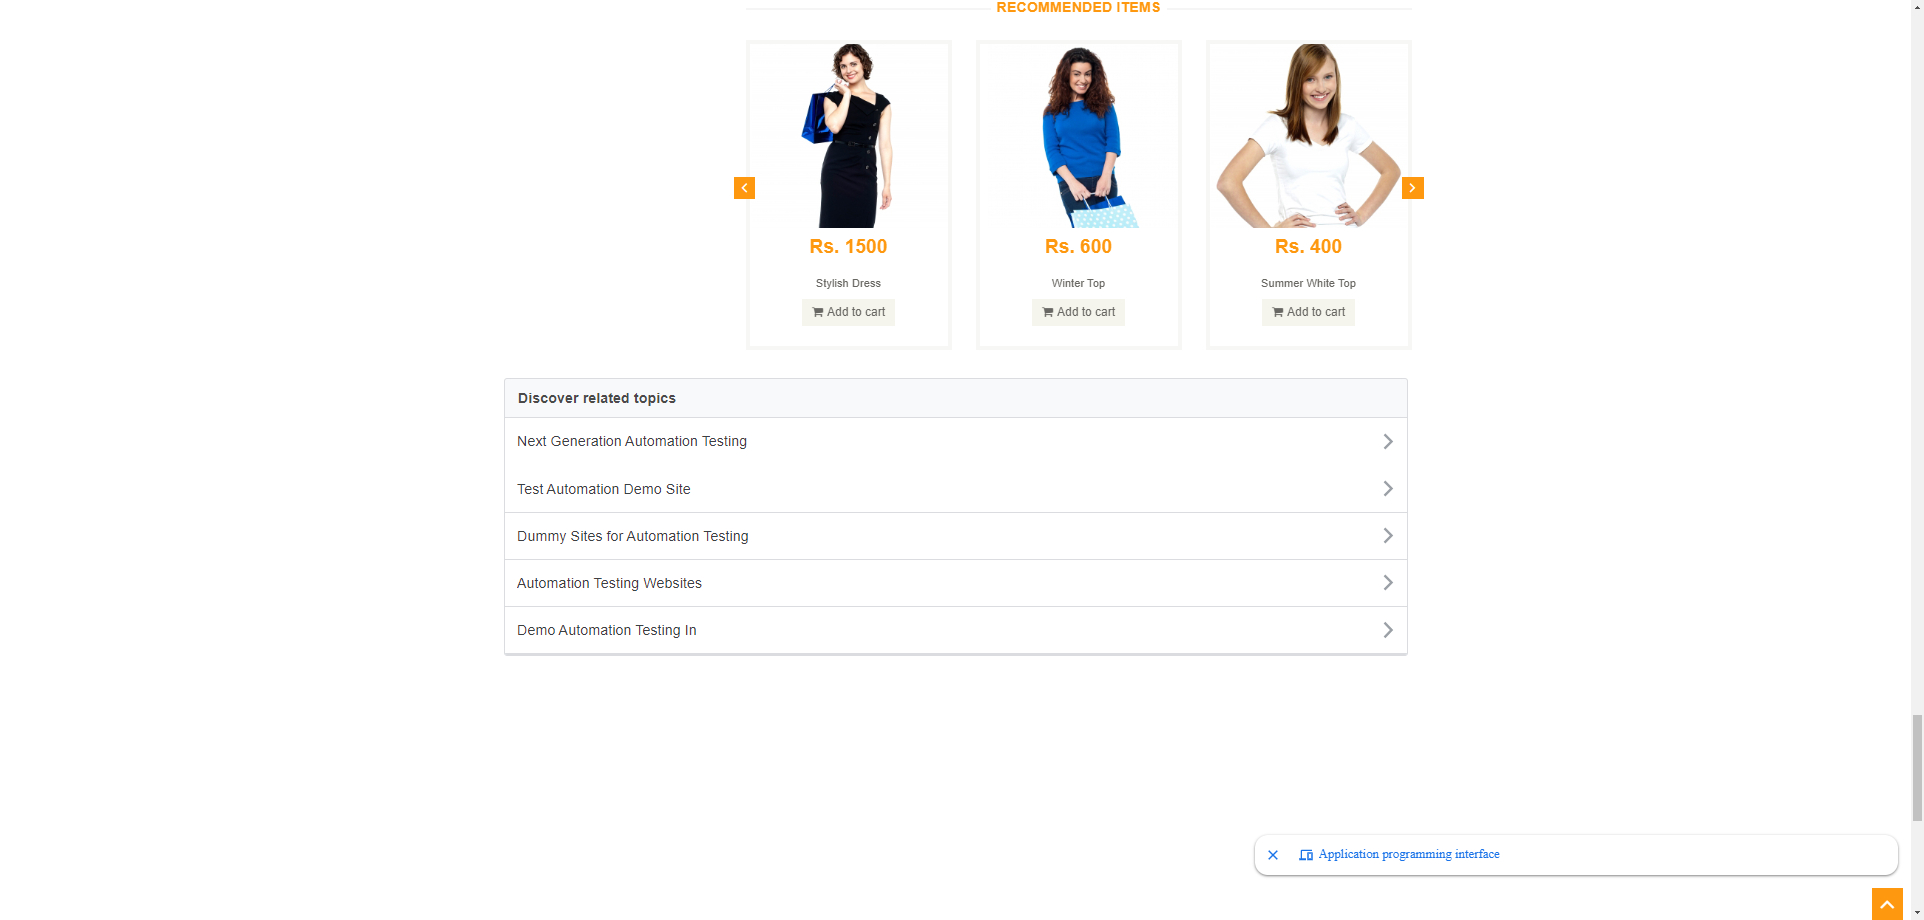 RECOMMENDED ITEMS
Rs. 1500
Stylish Dress
Add to cart
Rs. 600
Winter Top
Add to cart
Rs. 400
Summer White Top
Add to cart
Discover related topics
Next Generation Automation Testing
Test Automation Demo Site
Dummy Sites for Automation Testing
Automation Testing Websites
Demo Automation Testing In
Application programming interface